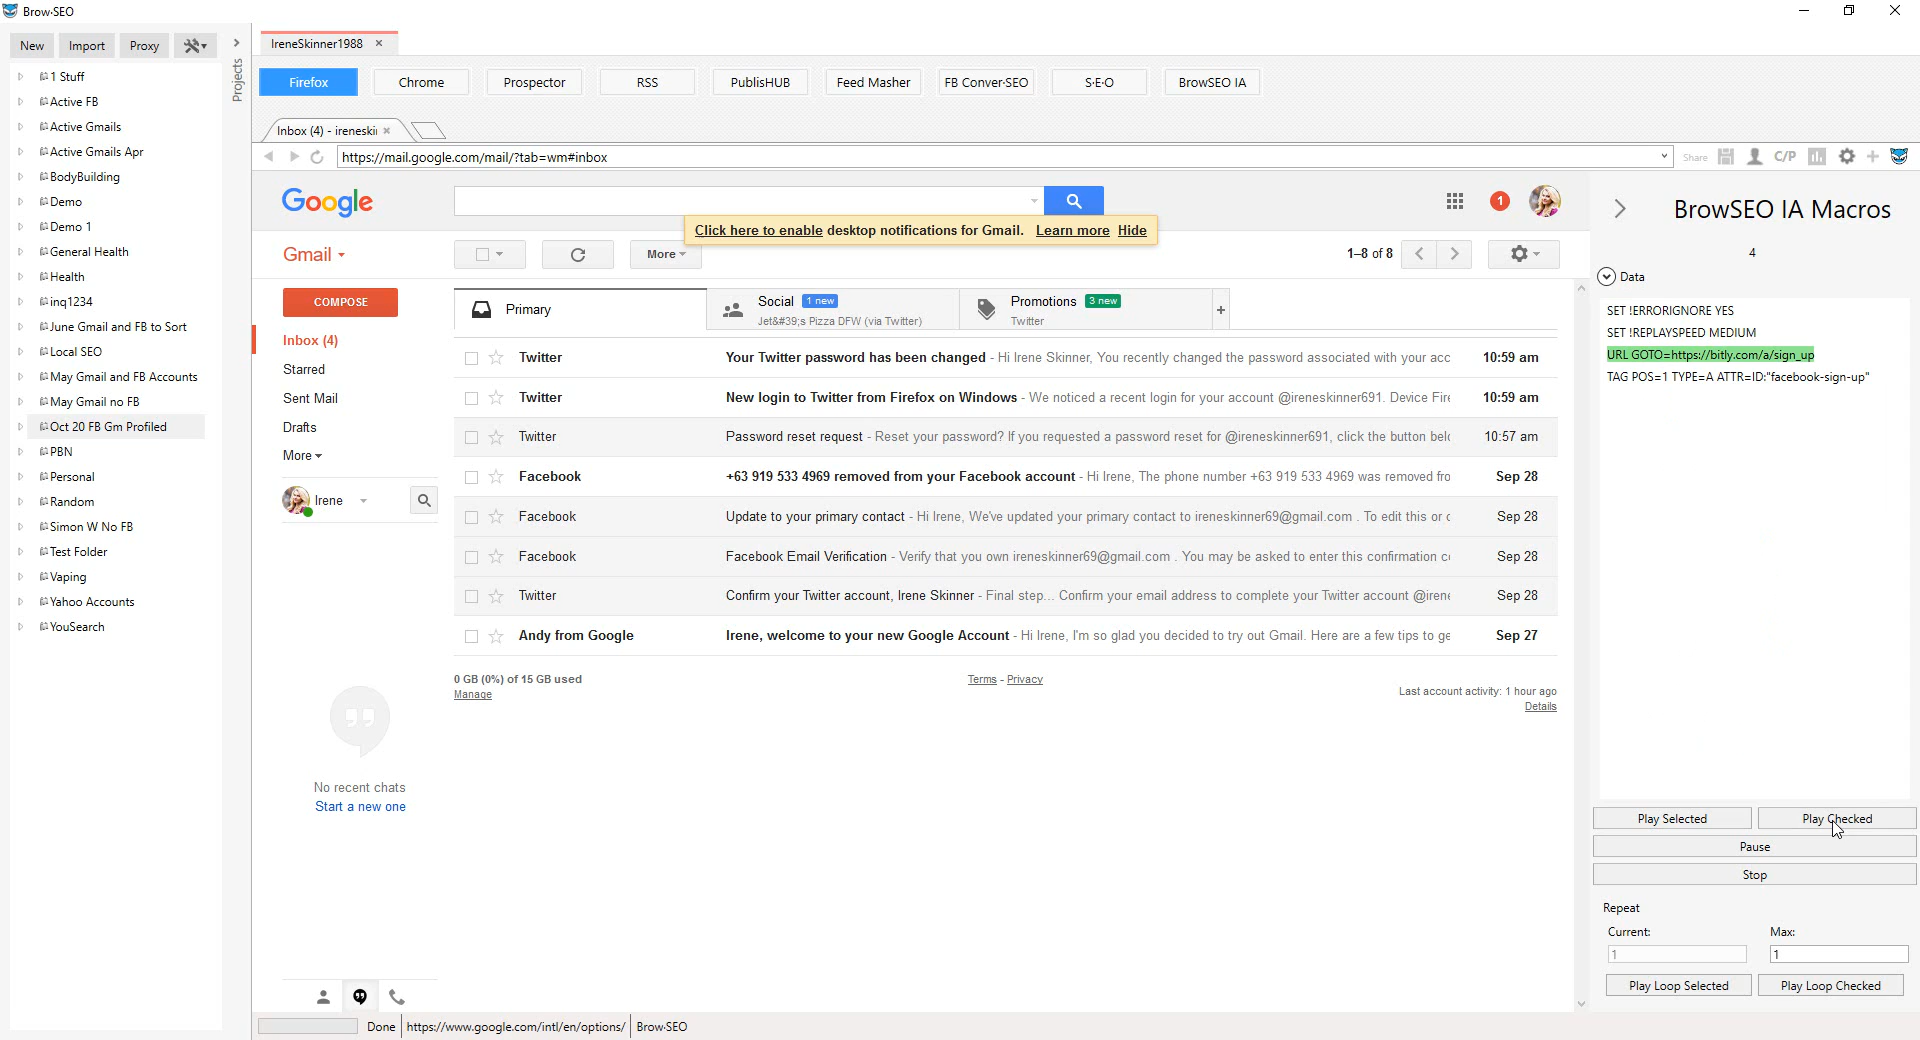 Brow·SEO
New Import Proxy
Projects
1 Stuff
Active FB
Active Gmails
Active Gmails Apr
BodyBuilding
Demo
Demo 1
General Health
Health
inq1234
June Gmail and FB to Sort
Local SEO
May Gmail and FB Accounts
May Gmail no FB
Oct 20 FB Gm Profiled
PBN
Personal
Random
Simon W No FB
Test Folder
Vaping
Yahoo Accounts
YouSearch
IreneSkinner1988
Firefox Chrome Prospector RSS PublisHUB Feed Masher FB Conver·SEO S·E·O BrowSEO IA
Inbox (4) - ireneski
https://mail.google.com/mail/?tab=wm#inbox
Share C/P
Google
1
Click here to enable desktop notifications for Gmail. Learn more Hide
Gmail More 1–8 of 8
COMPOSE
Inbox (4)
Starred
Sent Mail
Drafts
More
Irene
No recent chats
Start a new one
Primary
Social 1 new
Jet&#39;s Pizza DFW (via Twitter)
Promotions 3 new
Twitter
+
Twitter Your Twitter password has been changed - Hi Irene Skinner, You recently changed the password associated with your acc 10:59 am
Twitter New login to Twitter from Firefox on Windows - We noticed a recent login for your account @ireneskinner691. Device Fire 10:59 am
Twitter Password reset request - Reset your password? If you requested a password reset for @ireneskinner691, click the button belo 10:57 am
Facebook +63 919 533 4969 removed from your Facebook account - Hi Irene, The phone number +63 919 533 4969 was removed fro Sep 28
Facebook Update to your primary contact - Hi Irene, We've updated your primary contact to ireneskinner69@gmail.com . To edit this or c Sep 28
Facebook Facebook Email Verification - Verify that you own ireneskinner69@gmail.com . You may be asked to enter this confirmation co Sep 28
Twitter Confirm your Twitter account, Irene Skinner - Final step... Confirm your email address to complete your Twitter account @irene Sep 28
Andy from Google Irene, welcome to your new Google Account - Hi Irene, I'm so glad you decided to try out Gmail. Here are a few tips to ge Sep 27
0 GB (0%) of 15 GB used
Manage
Terms - Privacy
Last account activity: 1 hour ago
Details
BrowSEO IA Macros
4
Data
SET !ERRORIGNORE YES
SET !REPLAYSPEED MEDIUM
URL GOTO=https://bitly.com/a/sign_up
TAG POS=1 TYPE=A ATTR=ID:"facebook-sign-up"
Play Selected Play Checked
Pause
Stop
Repeat
Current: Max:
1 1
Play Loop Selected Play Loop Checked
Done https://www.google.com/intl/en/options/ Brow·SEO